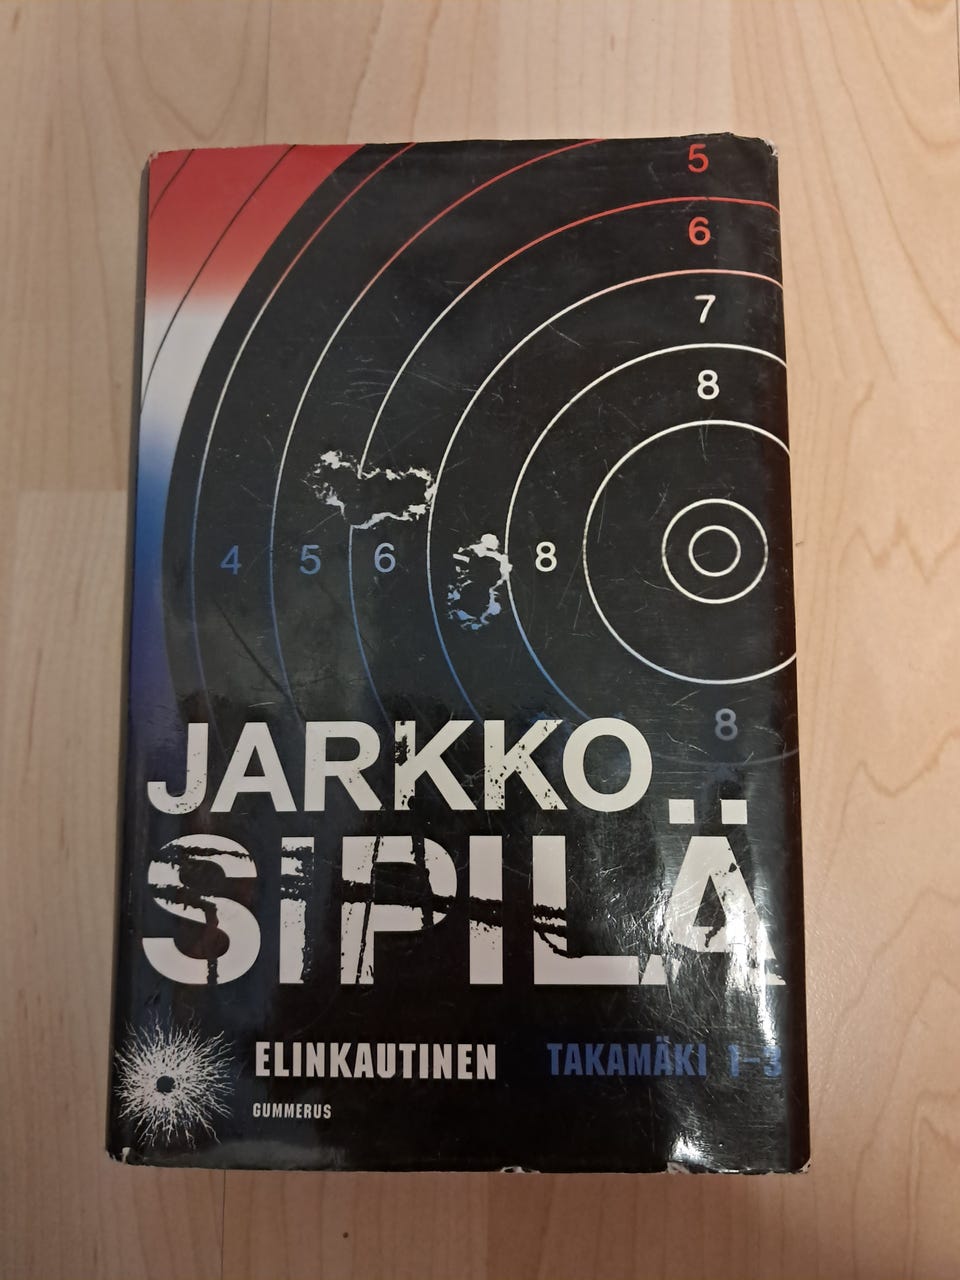 5
6
7
8
4 5 6 8
8
JARKKO
SIPILÄ
ELINKAUTINEN TAKAMÄKI 1–3
GUMMERUS